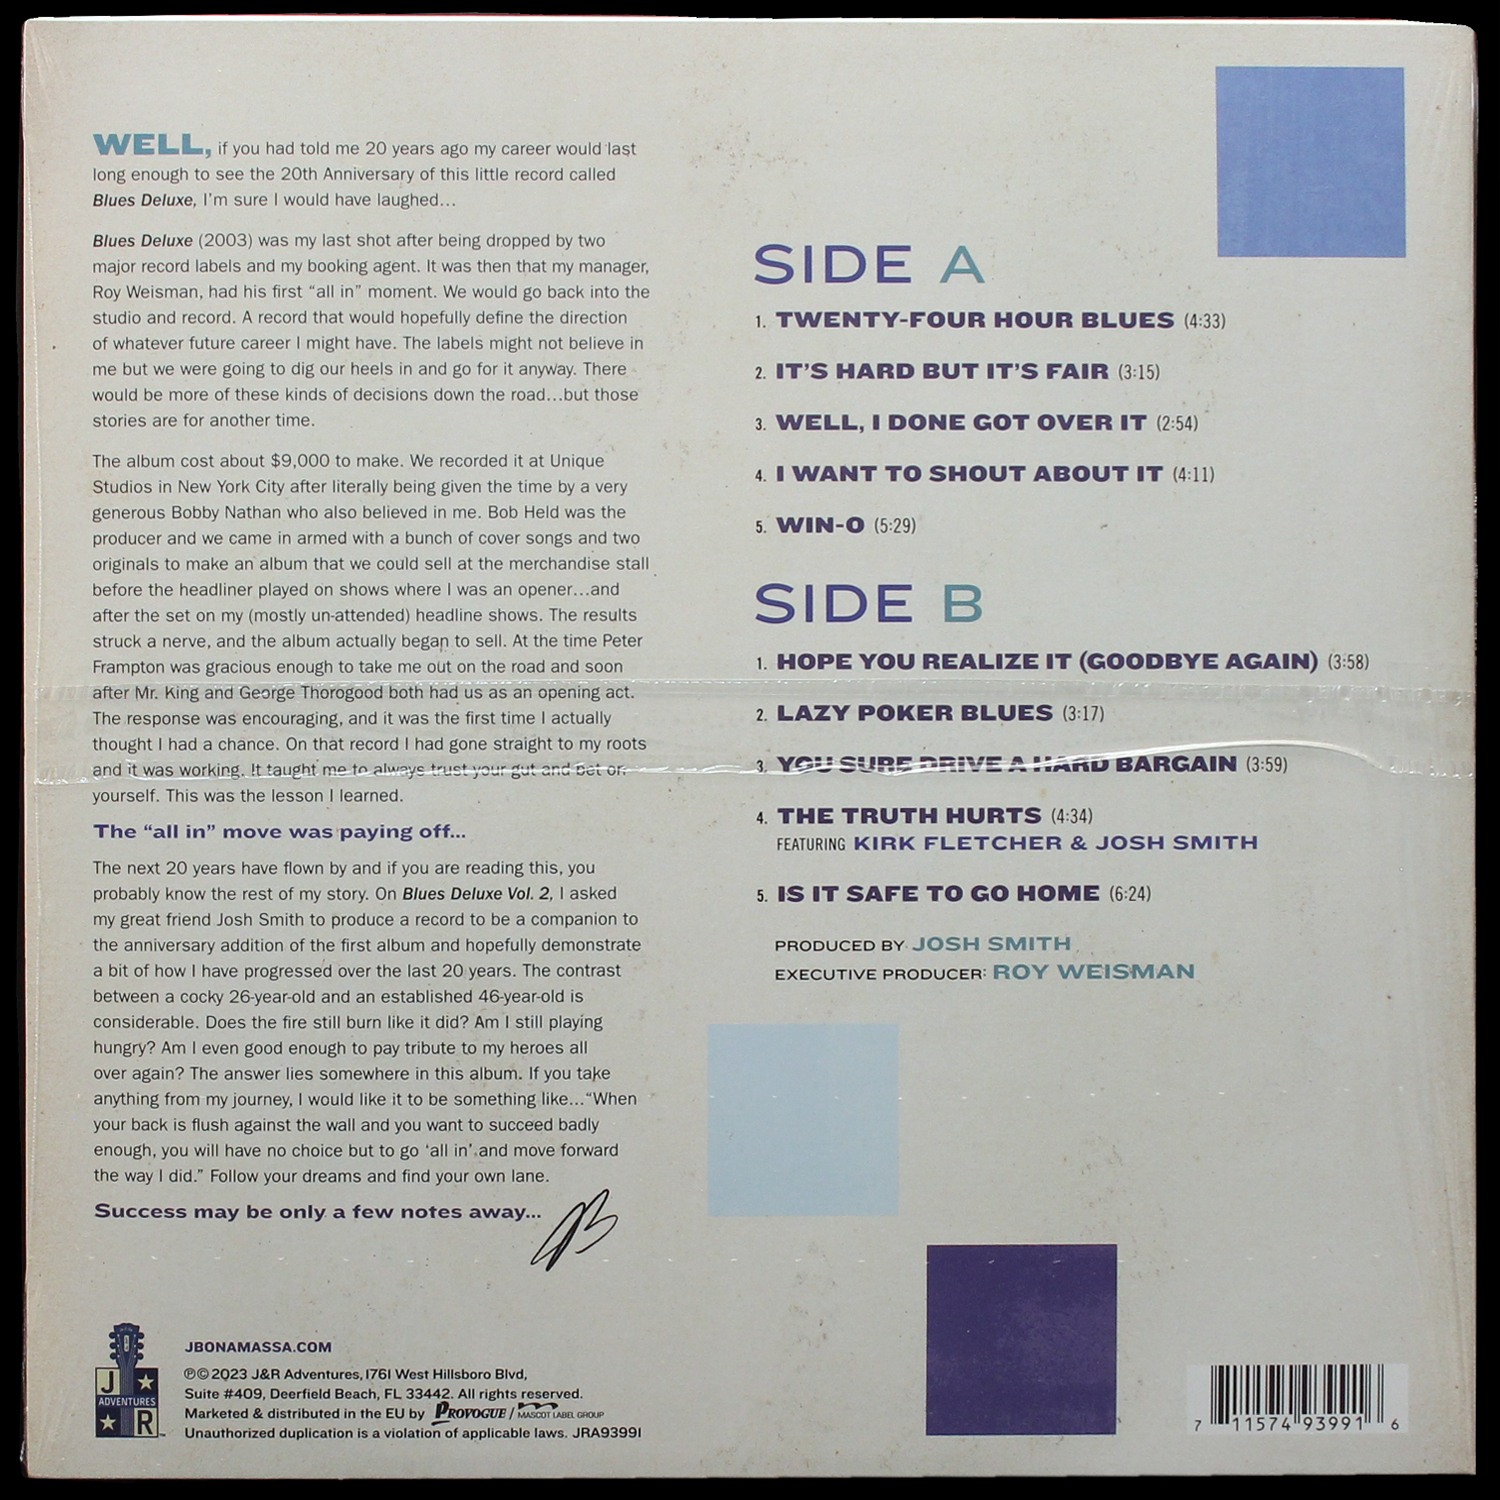 WELL, if you had told me 20 years ago my career would last
long enough to see the 20th Anniversary of this little record called
Blues Deluxe, I'm sure I would have laughed...
Blues Deluxe (2003) was my last shot after being dropped by two
major record labels and my booking agent. It was then that my manager,
Roy Weisman, had his first “all in” moment. We would go back into the
studio and record. A record that would hopefully define the direction
of whatever future career I might have. The labels might not believe in
me but we were going to dig our heels in and go for it anyway. There
would be more of these kinds of decisions down the road...but those
stories are for another time.
The album cost about $9,000 to make. We recorded it at Unique
Studios in New York City after literally being given the time by a very
generous Bobby Nathan who also believed in me. Bob Held was the
producer and we came in armed with a bunch of cover songs and two
originals to make an album that we could sell at the merchandise stall
before the headliner played on shows where I was an opener...and
after the set on my (mostly un-attended) headline shows. The results
struck a nerve, and the album actually began to sell. At the time Peter
Frampton was gracious enough to take me out on the road and soon
after Mr. King and George Thorogood both had us as an opening act.
The response was encouraging, and it was the first time I actually
thought I had a chance. On that record I had gone straight to my roots
and it was working. It taught me to always trust your gut and bet on
yourself. This was the lesson I learned.
The “all in” move was paying off...
The next 20 years have flown by and if you are reading this, you
probably know the rest of my story. On Blues Deluxe Vol. 2, I asked
my great friend Josh Smith to produce a record to be a companion to
the anniversary addition of the first album and hopefully demonstrate
a bit of how I have progressed over the last 20 years. The contrast
between a cocky 26-year-old and an established 46-year-old is
considerable. Does the fire still burn like it did? Am I still playing
hungry? Am I even good enough to pay tribute to my heroes all
over again? The answer lies somewhere in this album. If you take
anything from my journey, I would like it to be something like...“When
your back is flush against the wall and you want to succeed badly
enough, you will have no choice but to go ‘all in’ and move forward
the way I did.” Follow your dreams and find your own lane.
Success may be only a few notes away...
JB
SIDE A
1. TWENTY-FOUR HOUR BLUES (4:33)
2. IT'S HARD BUT IT'S FAIR (3:15)
3. WELL, I DONE GOT OVER IT (2:54)
4. I WANT TO SHOUT ABOUT IT (4:11)
5. WIN-O (5:29)
SIDE B
1. HOPE YOU REALIZE IT (GOODBYE AGAIN) (3:58)
2. LAZY POKER BLUES (3:17)
3. YOU SURE DRIVE A HARD BARGAIN (3:59)
4. THE TRUTH HURTS (4:34)
FEATURING KIRK FLETCHER & JOSH SMITH
5. IS IT SAFE TO GO HOME (6:24)
PRODUCED BY JOSH SMITH
EXECUTIVE PRODUCER: ROY WEISMAN
J
ADVENTURES
R
JBONAMASSA.COM
℗© 2023 J&R Adventures, 1761 West Hillsboro Blvd,
Suite #409, Deerfield Beach, FL 33442. All rights reserved.
Marketed & distributed in the EU by PROVOGUE / MASCOT LABEL GROUP
Unauthorized duplication is a violation of applicable laws. JRA93991
7 11574 93991 6